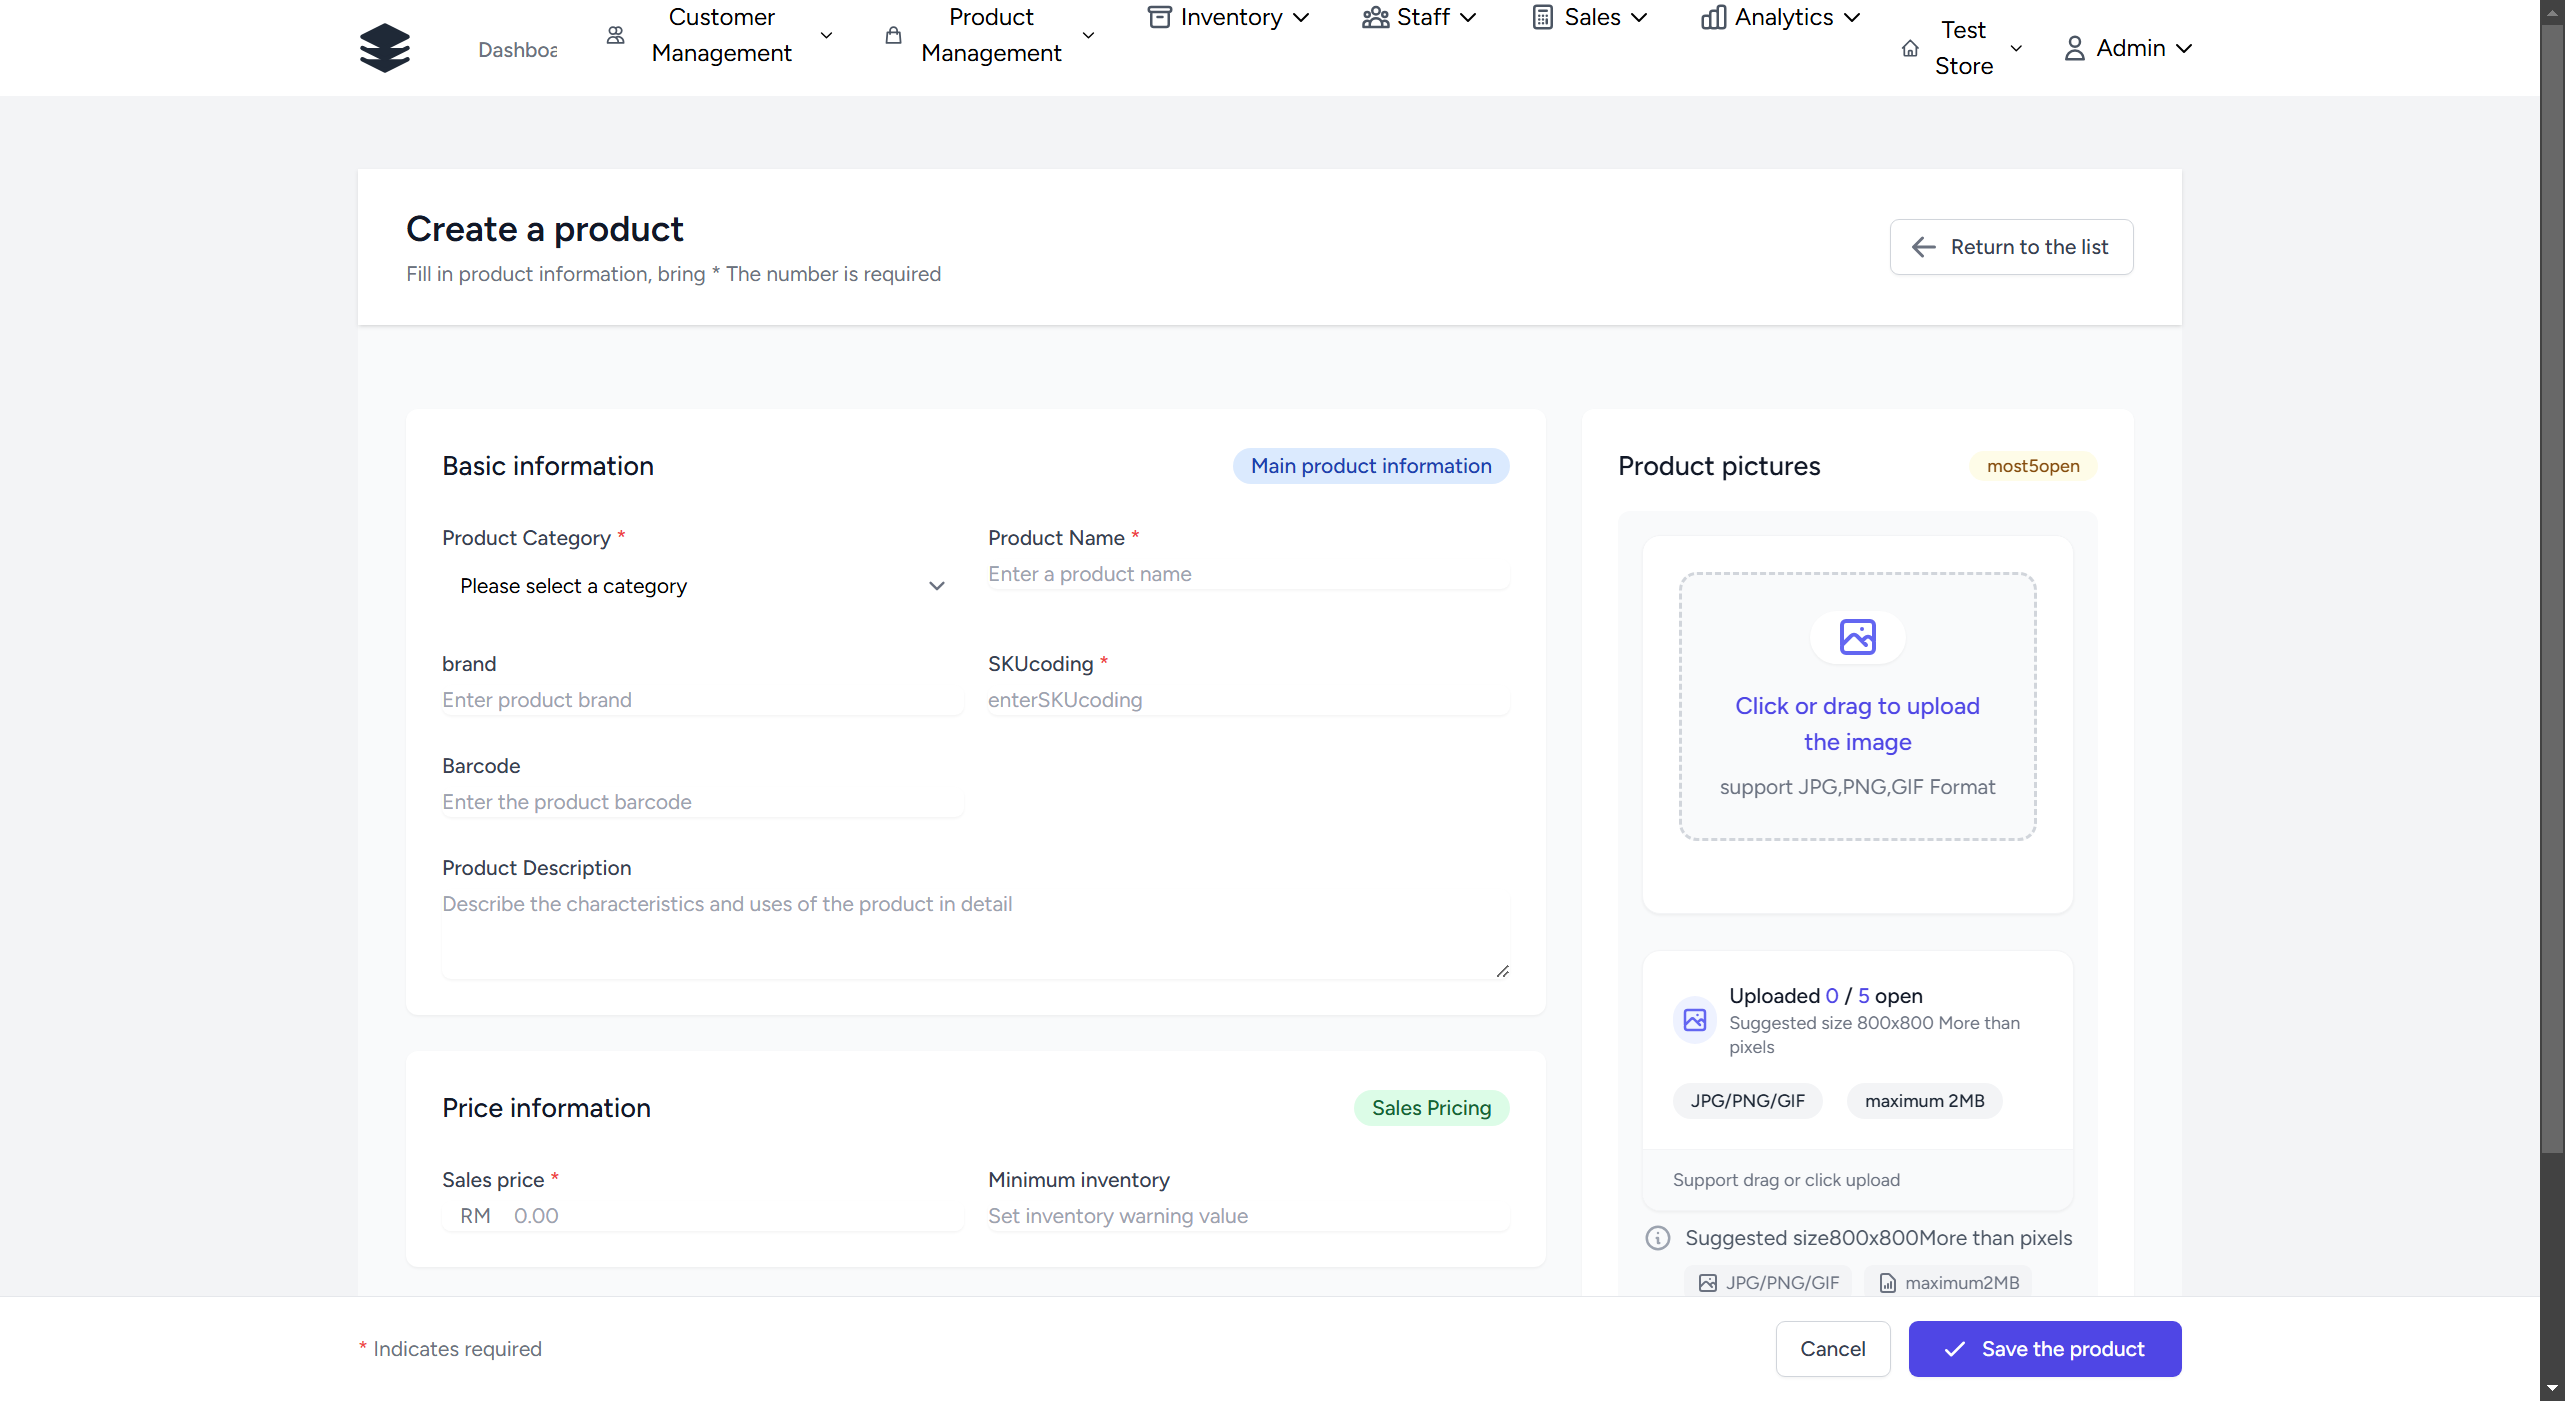 Dashboa
Customer
Management
Product
Management
Inventory
Staff
Sales
Analytics
Test
Store
Admin
Create a product
Fill in product information, bring * The number is required
Return to the list
Basic information
Main product information
Product Category *
Please select a category
Product Name *
Enter a product name
brand
Enter product brand
SKUcoding *
enterSKUcoding
Barcode
Enter the product barcode
Product Description
Describe the characteristics and uses of the product in detail
Price information
Sales Pricing
Sales price *
RM 0.00
Minimum inventory
Set inventory warning value
Product pictures
most5open
Click or drag to upload
the image
support JPG,PNG,GIF Format
Uploaded 0 / 5 open
Suggested size 800x800 More than
pixels
JPG/PNG/GIF
maximum 2MB
Support drag or click upload
Suggested size800x800More than pixels
JPG/PNG/GIF
maximum2MB
* Indicates required
Cancel
Save the product